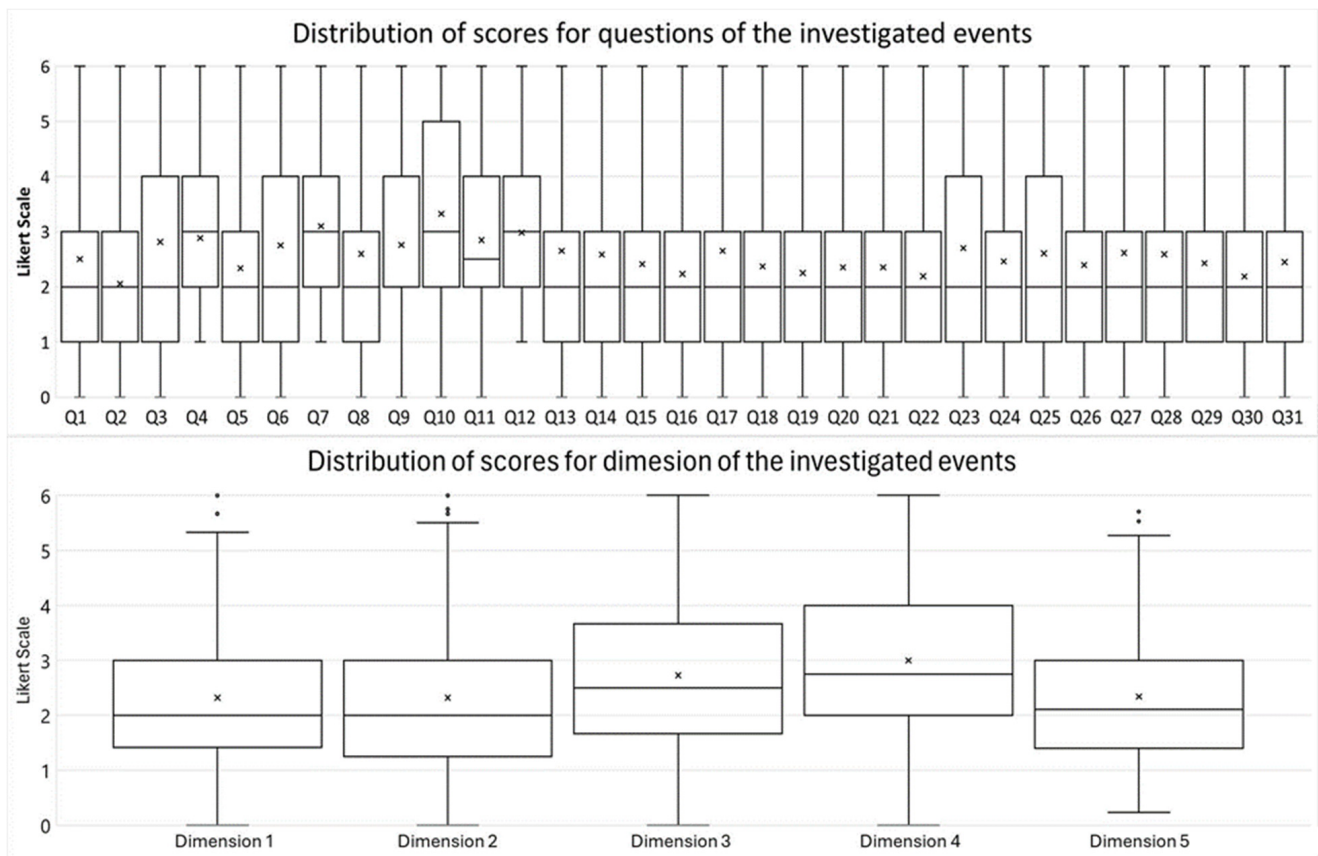 Distribution of scores for questions of the investigated events
Likert Scale
6
5
4
3
2
1
0
Q1 Q2 Q3 Q4 Q5 Q6 Q7 Q8 Q9 Q10 Q11 Q12 Q13 Q14 Q15 Q16 Q17 Q18 Q19 Q20 Q21 Q22 Q23 Q24 Q25 Q26 Q27 Q28 Q29 Q30 Q31
Distribution of scores for dimesion of the investigated events
Likert Scale
6
5
4
3
2
1
0
Dimension 1 Dimension 2 Dimension 3 Dimension 4 Dimension 5